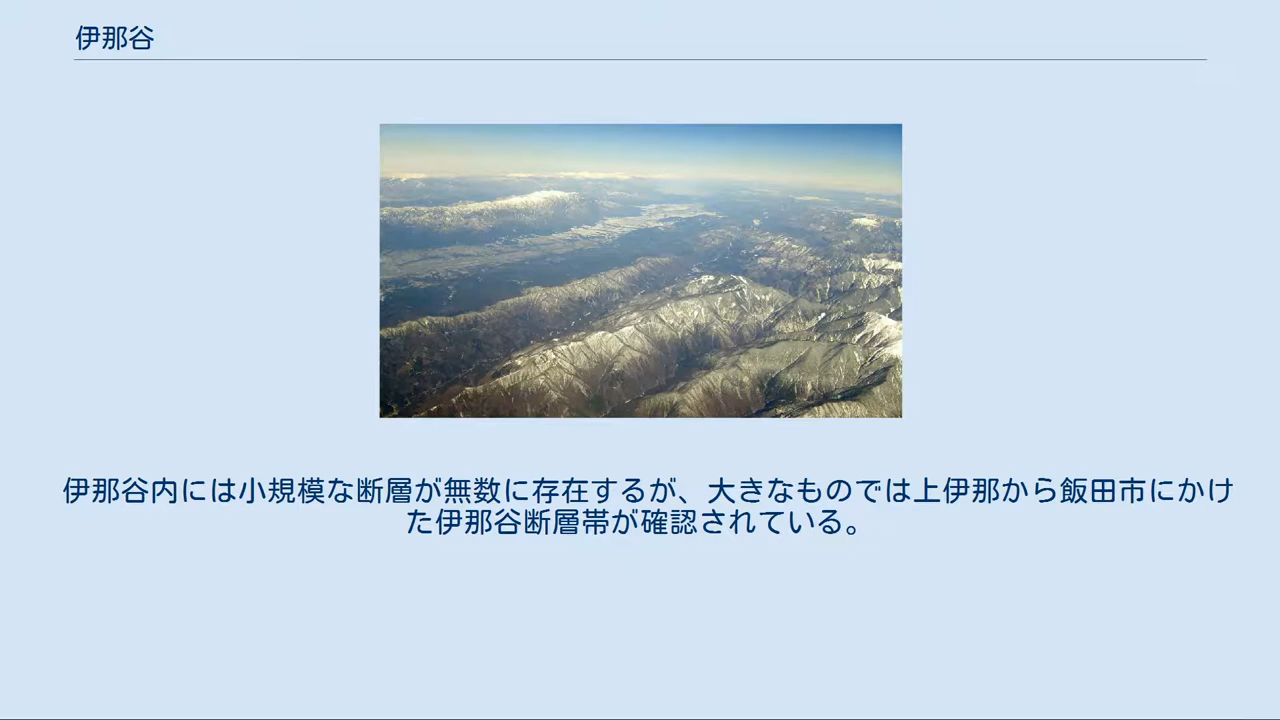 伊那谷
伊那谷内には小規模な断層が無数に存在するが、大きなものでは上伊那から飯田市にかけ
た伊那谷断層帯が確認されている。